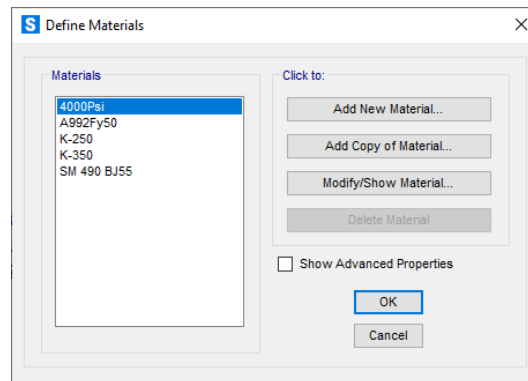 S Define Materials
Materials
4000Psi
A992Fy50
K-250
K-350
SM 490 BJ55
Click to:
Add New Material...
Add Copy of Material...
Modify/Show Material...
Delete Material
Show Advanced Properties
OK
Cancel